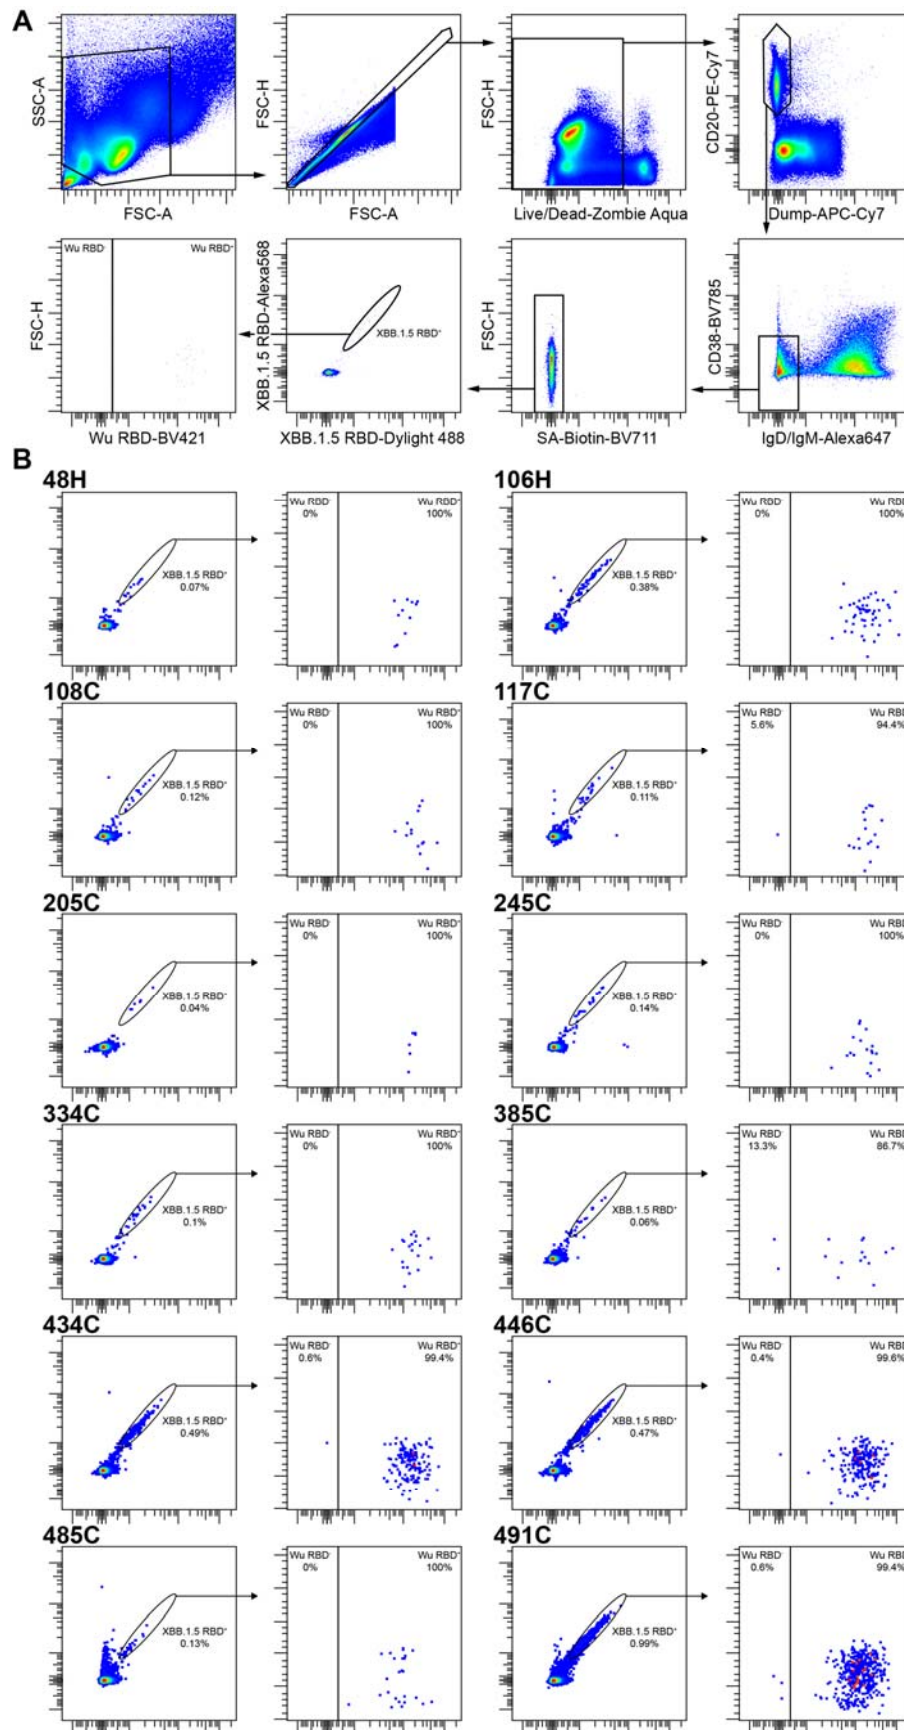 A
SSC-A
FSC-A
FSC-H
FSC-A
FSC-H
Live/Dead-Zombie Aqua
CD20-PE-Cy7
Dump-APC-Cy7
Wu RBD⁻
Wu RBD⁺
FSC-H
Wu RBD-BV421
XBB.1.5 RBD-Alexa568
XBB.1.5 RBD⁺
XBB.1.5 RBD-Dylight 488
FSC-H
SA-Biotin-BV711
CD38-BV785
IgD/IgM-Alexa647
B
48H
XBB.1.5 RBD⁺
0.07%
Wu RBD⁻
0%
Wu RBD⁺
100%
106H
XBB.1.5 RBD⁺
0.38%
Wu RBD⁻
0%
Wu RBD⁺
100%
108C
XBB.1.5 RBD⁺
0.12%
Wu RBD⁻
0%
Wu RBD⁺
100%
117C
XBB.1.5 RBD⁺
0.11%
Wu RBD⁻
5.6%
Wu RBD⁺
94.4%
205C
XBB.1.5 RBD⁺
0.04%
Wu RBD⁻
0%
Wu RBD⁺
100%
245C
XBB.1.5 RBD⁺
0.14%
Wu RBD⁻
0%
Wu RBD⁺
100%
334C
XBB.1.5 RBD⁺
0.1%
Wu RBD⁻
0%
Wu RBD⁺
100%
385C
XBB.1.5 RBD⁺
0.06%
Wu RBD⁻
13.3%
Wu RBD⁺
86.7%
434C
XBB.1.5 RBD⁺
0.49%
Wu RBD⁻
0.6%
Wu RBD⁺
99.4%
446C
XBB.1.5 RBD⁺
0.47%
Wu RBD⁻
0.4%
Wu RBD⁺
99.6%
485C
XBB.1.5 RBD⁺
0.13%
Wu RBD⁻
0%
Wu RBD⁺
100%
491C
XBB.1.5 RBD⁺
0.99%
Wu RBD⁻
0.6%
Wu RBD⁺
99.4%